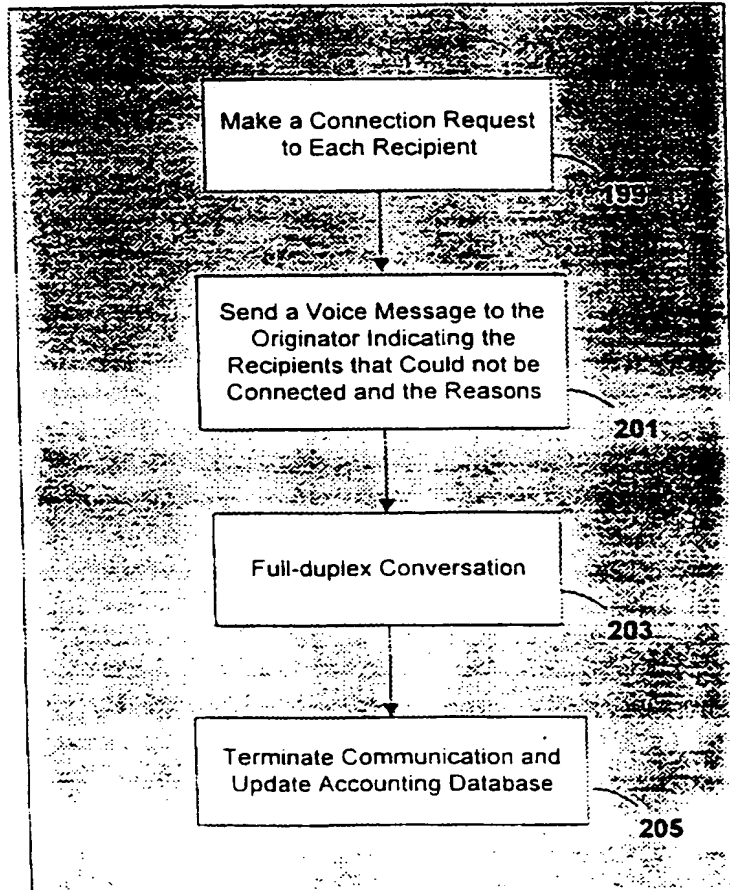 Make a Connection Request
to Each Recipient
199
Send a Voice Message to the
Originator Indicating the
Recipients that Could not be
Connected and the Reasons
201
Full-duplex Conversation
203
Terminate Communication and
Update Accounting Database
205